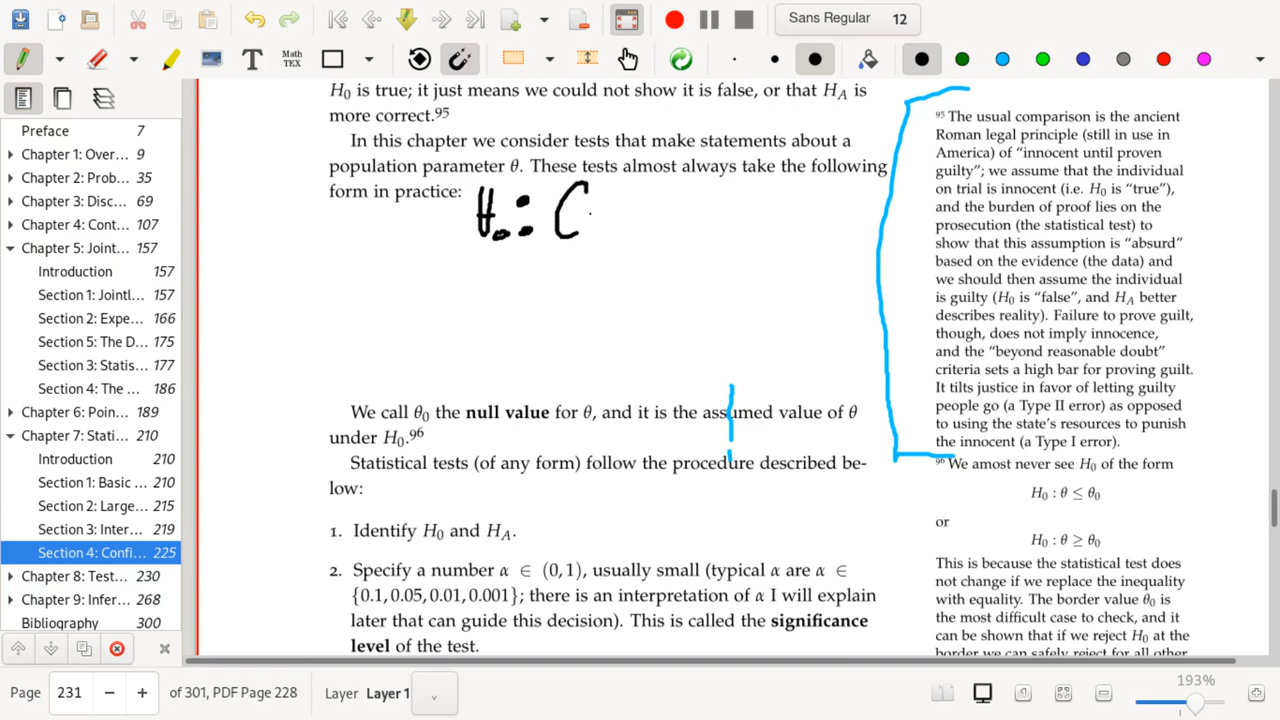 Sans Regular 12
Math
TEX
Preface 7
Chapter 1: Over... 9
Chapter 2: Prob... 35
Chapter 3: Disc... 69
Chapter 4: Cont... 107
Chapter 5: Joint... 157
Introduction 157
Section 1: Jointl... 157
Section 2: Expe... 166
Section 5: The D... 175
Section 3: Statis... 177
Section 4: The ... 186
Chapter 6: Poin... 189
Chapter 7: Stati... 210
Introduction 210
Section 1: Basic ... 210
Section 2: Large... 215
Section 3: Inter... 219
Section 4: Confi... 225
Chapter 8: Test... 230
Chapter 9: Infer... 268
Bibliography 300
H₀ is true; it just means we could not show it is false, or that H_A is
more correct.⁹⁵
In this chapter we consider tests that make statements about a
population parameter θ. These tests almost always take the following
form in practice:
H₀ : (
We call θ₀ the null value for θ, and it is the assumed value of θ
under H₀.⁹⁶
Statistical tests (of any form) follow the procedure described be-
low:
1. Identify H₀ and H_A.
2. Specify a number α ∈ (0, 1), usually small (typical α are α ∈
{0.1, 0.05, 0.01, 0.001}; there is an interpretation of α I will explain
later that can guide this decision). This is called the significance
level of the test.
⁹⁵ The usual comparison is the ancient
Roman legal principle (still in use in
America) of “innocent until proven
guilty”; we assume that the individual
on trial is innocent (i.e. H₀ is “true”),
and the burden of proof lies on the
prosecution (the statistical test) to
show that this assumption is “absurd”
based on the evidence (the data) and
we should then assume the individual
is guilty (H₀ is “false”, and H_A better
describes reality). Failure to prove guilt,
though, does not imply innocence,
and the “beyond reasonable doubt”
criteria sets a high bar for proving guilt.
It tilts justice in favor of letting guilty
people go (a Type II error) as opposed
to using the state’s resources to punish
the innocent (a Type I error).
⁹⁶ We amost never see H₀ of the form
H₀ : θ ≤ θ₀
or
H₀ : θ ≥ θ₀
This is because the statistical test does
not change if we replace the inequality
with equality. The border value θ₀ is
the most difficult case to check, and it
can be shown that if we reject H₀ at the
border we can safely reject for all other
Page 231 of 301, PDF Page 228
Layer Layer 1
193%